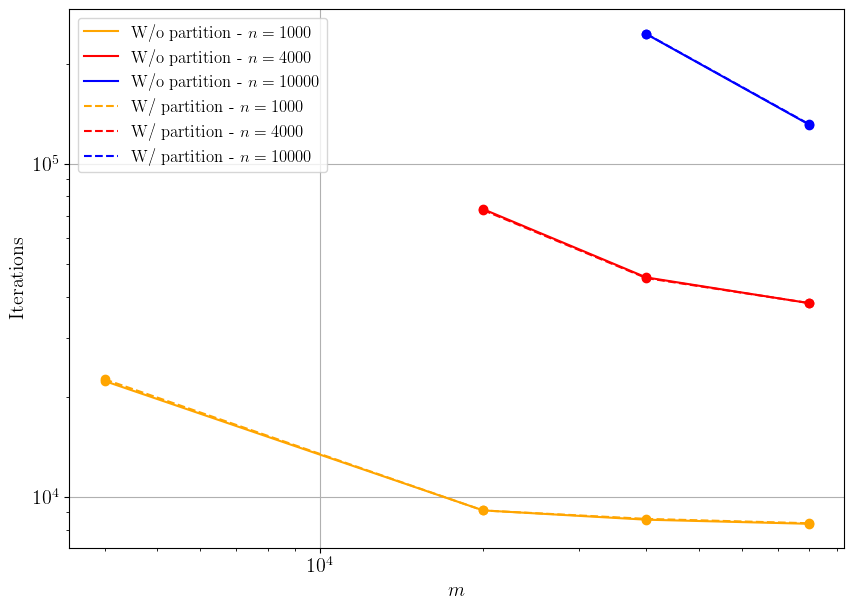 W/o partition - n = 1000
W/o partition - n = 4000
W/o partition - n = 10000
W/ partition - n = 1000
W/ partition - n = 4000
W/ partition - n = 10000
10^5
Iterations
10^4
10^4
m